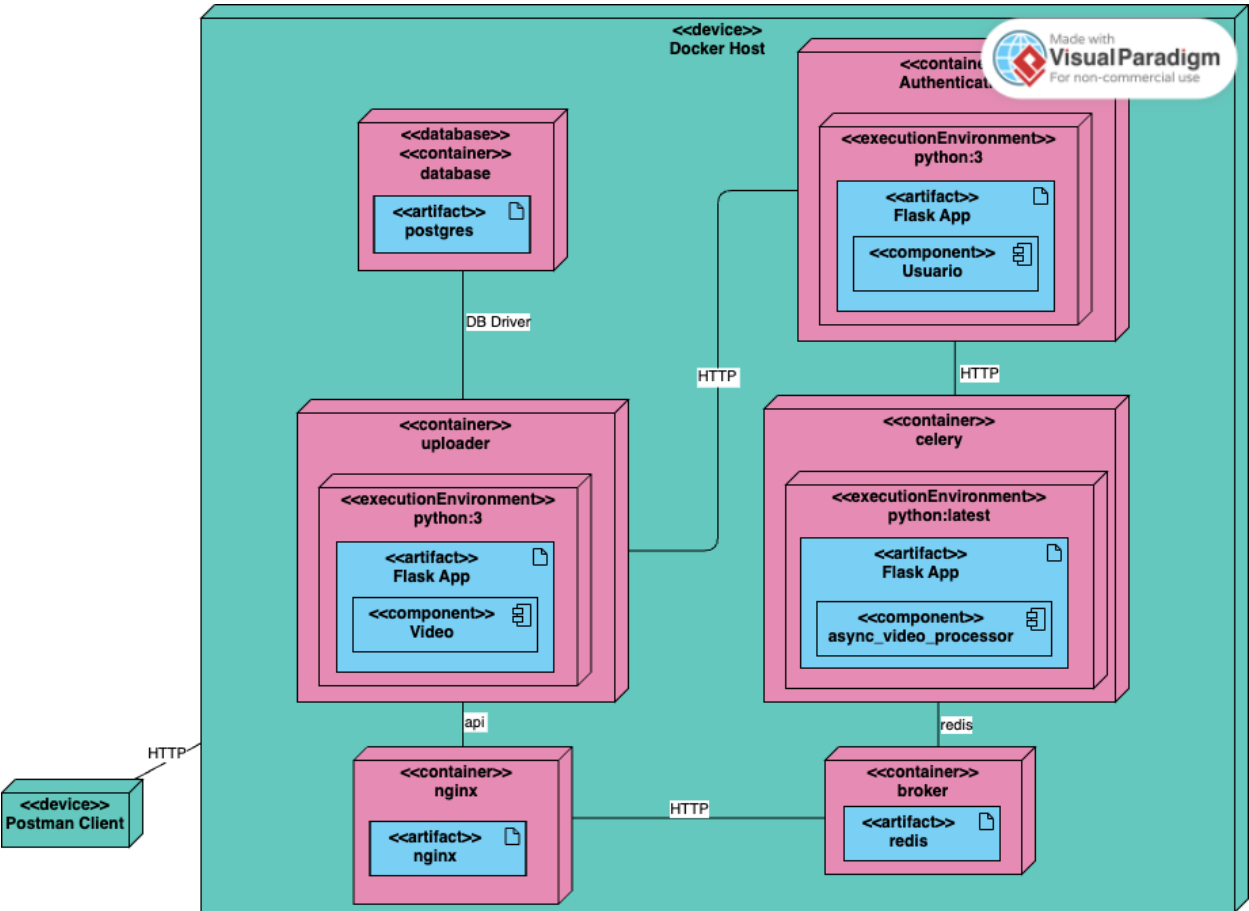 <<device>>
Docker Host
Made with
Visual Paradigm
For non-commercial use
<<database>>
<<container>>
database
<<artifact>>
postgres
DB Driver
<<executionEnvironment>>
python:3
<<artifact>>
Flask App
<<component>>
Usuario
HTTP
HTTP
<<container>>
uploader
<<executionEnvironment>>
python:3
<<artifact>>
Flask App
<<component>>
Video
<<container>>
celery
<<executionEnvironment>>
python:latest
<<artifact>>
Flask App
<<component>>
async_video_processor
api
redis
HTTP
<<device>>
Postman Client
<<container>>
nginx
<<artifact>>
nginx
HTTP
<<container>>
broker
<<artifact>>
redis